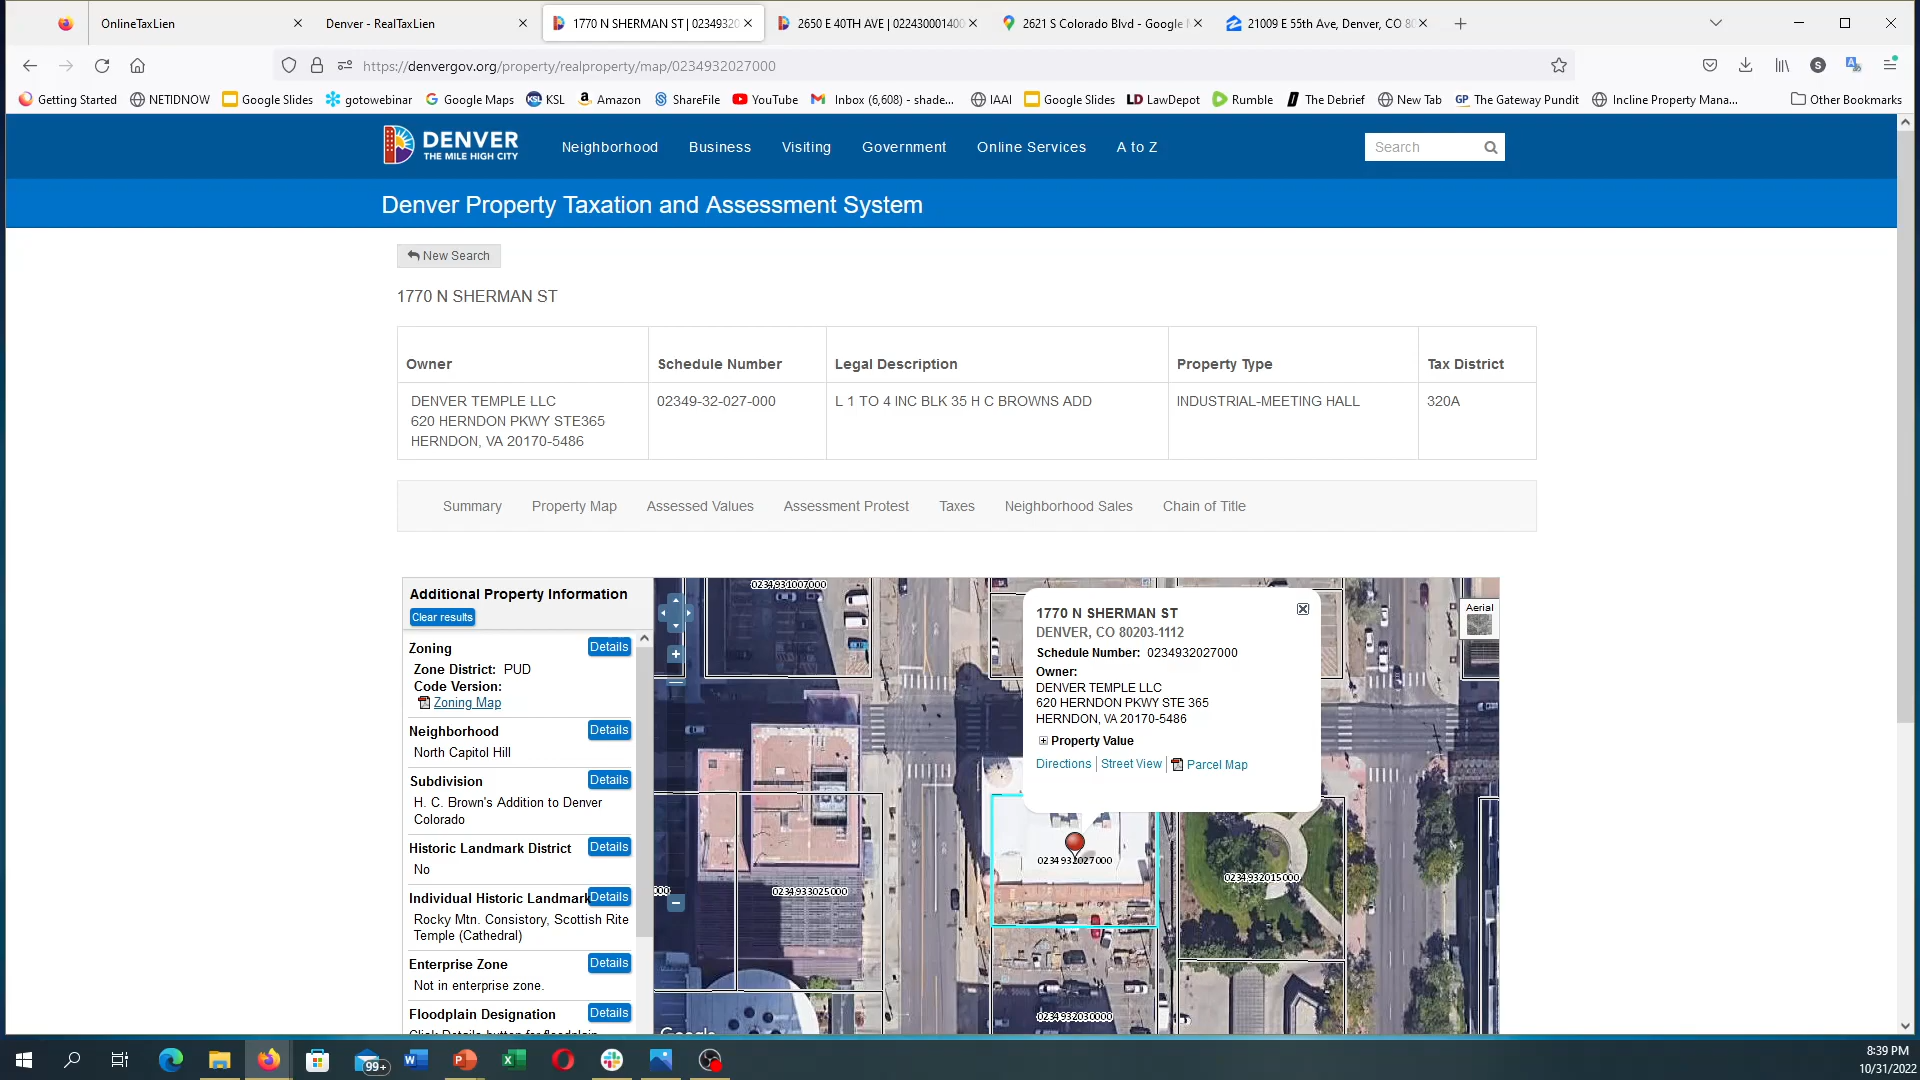 OnlineTaxLien
Denver - RealTaxLien
1770 N SHERMAN ST | 02349320
2650 E 40TH AVE | 022430001400
2621 S Colorado Blvd - Google M
21009 E 55th Ave, Denver, CO 80
https://denvergov.org/property/realproperty/map/0234932027000
Getting Started
NETIDNOW
Google Slides
gotowebinar
Google Maps
KSL
Amazon
ShareFile
YouTube
Inbox (6,608) - shade...
IAAI
Google Slides
LawDepot
Rumble
The Debrief
New Tab
The Gateway Pundit
Incline Property Mana...
Other Bookmarks
DENVER
THE MILE HIGH CITY
Neighborhood
Business
Visiting
Government
Online Services
A to Z
Search
Denver Property Taxation and Assessment System
New Search
1770 N SHERMAN ST
Owner
Schedule Number
Legal Description
Property Type
Tax District
DENVER TEMPLE LLC
620 HERNDON PKWY STE365
HERNDON, VA 20170-5486
02349-32-027-000
L 1 TO 4 INC BLK 35 H C BROWNS ADD
INDUSTRIAL-MEETING HALL
320A
Summary
Property Map
Assessed Values
Assessment Protest
Taxes
Neighborhood Sales
Chain of Title
Additional Property Information
Clear results
Zoning
Details
Zone District: PUD
Code Version:
Zoning Map
Neighborhood
Details
North Capitol Hill
Subdivision
Details
H. C. Brown's Addition to Denver
Colorado
Historic Landmark District
Details
No
Individual Historic Landmark
Details
Rocky Mtn. Consistory, Scottish Rite
Temple (Cathedral)
Enterprise Zone
Details
Not in enterprise zone.
Floodplain Designation
Details
Click Details button for floodplain
0234931007000
1770 N SHERMAN ST
DENVER, CO 80203-1112
Schedule Number: 0234932027000
Owner:
DENVER TEMPLE LLC
620 HERNDON PKWY STE 365
HERNDON, VA 20170-5486
Property Value
Directions
Street View
Parcel Map
Aerial
0234932027000
0234932015000
000
0234933025000
0234932030000
Google
99+
8:39 PM
10/31/2022